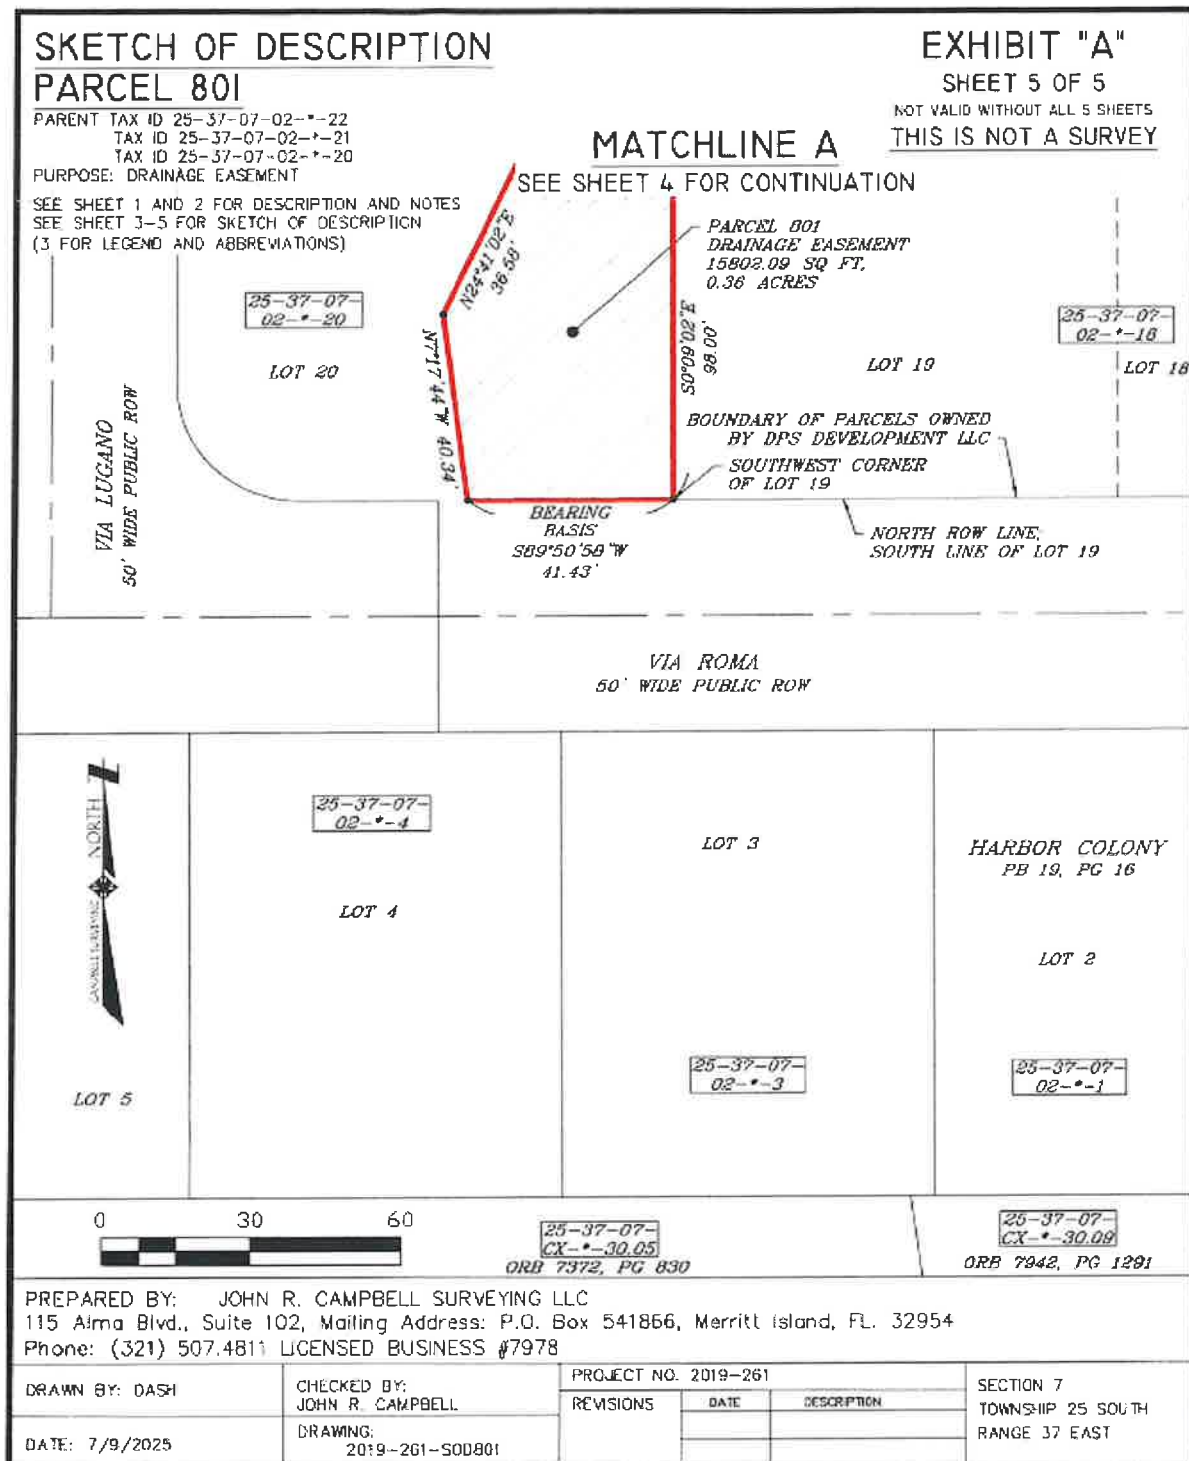 SKETCH OF DESCRIPTION
PARCEL 801
PARENT TAX ID 25-37-07-02-*-22
TAX ID 25-37-07-02-*-21
TAX ID 25-37-07-02-*-20
PURPOSE: DRAINAGE EASEMENT
SEE SHEET 1 AND 2 FOR DESCRIPTION AND NOTES
SEE SHEET 3-5 FOR SKETCH OF DESCRIPTION
(3 FOR LEGEND AND ABBREVIATIONS)
EXHIBIT "A"
SHEET 5 OF 5
NOT VALID WITHOUT ALL 5 SHEETS
THIS IS NOT A SURVEY
MATCHLINE A
SEE SHEET 4 FOR CONTINUATION
N24°41'02"E
36.58'
PARCEL 801
DRAINAGE EASEMENT
15802.09 SQ FT,
0.36 ACRES
25-37-07-
02-*-20
LOT 20
N7°17'44"W 40.34'
S0°09'02"E
98.00'
LOT 19
25-37-07-
02-*-18
LOT 18
VIA LUGANO
50' WIDE PUBLIC ROW
BOUNDARY OF PARCELS OWNED
BY DPS DEVELOPMENT LLC
SOUTHWEST CORNER
OF LOT 19
BEARING
BASIS
S89°50'58"W
41.43'
NORTH ROW LINE,
SOUTH LINE OF LOT 19
VIA ROMA
50' WIDE PUBLIC ROW
NORTH
CAMPBELL SURVEYING
LOT 5
25-37-07-
02-*-4
LOT 4
LOT 3
25-37-07-
02-*-3
HARBOR COLONY
PB 19, PG 16
LOT 2
25-37-07-
02-*-1
0 30 60
25-37-07-
CX-*-30.05
ORB 7372, PG 830
25-37-07-
CX-*-30.09
ORB 7942, PG 1291
PREPARED BY: JOHN R. CAMPBELL SURVEYING LLC
115 Alma Blvd., Suite 102, Mailing Address: P.O. Box 541866, Merritt Island, FL. 32954
Phone: (321) 507.4811 LICENSED BUSINESS #7978
DRAWN BY: DASH
DATE: 7/9/2025
CHECKED BY:
JOHN R. CAMPBELL
DRAWING:
2019-261-SOD801
PROJECT NO. 2019-261
REVISIONS DATE DESCRIPTION
SECTION 7
TOWNSHIP 25 SOUTH
RANGE 37 EAST